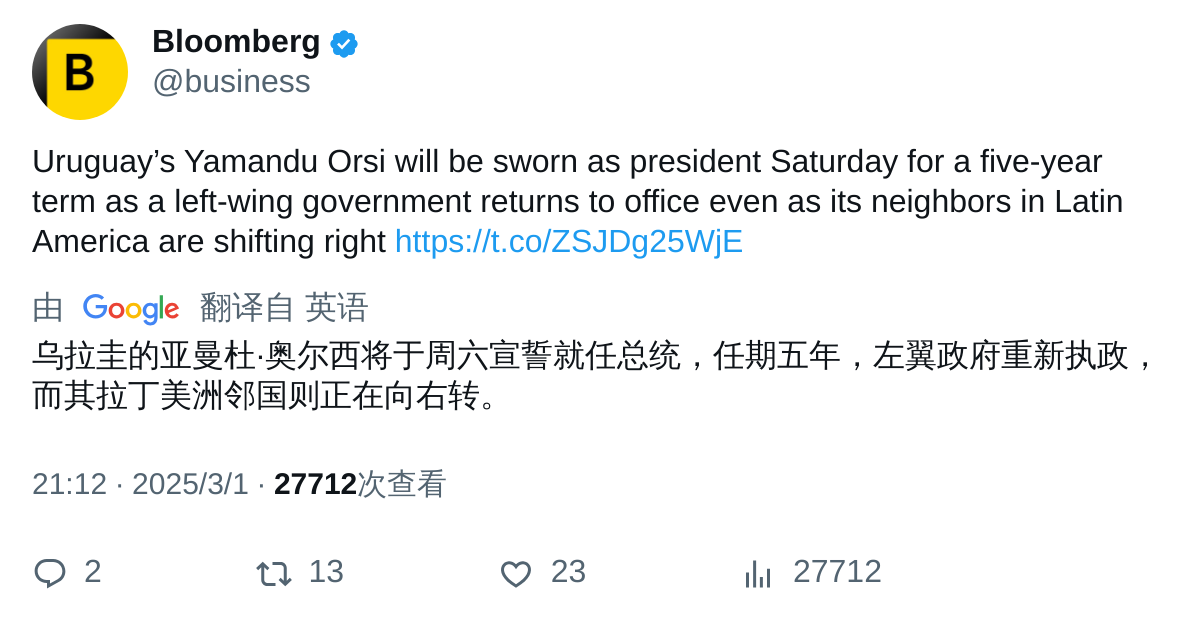 B
Bloomberg
@business
Uruguay’s Yamandu Orsi will be sworn as president Saturday for a five-year
term as a left-wing government returns to office even as its neighbors in Latin
America are shifting right https://t.co/ZSJDg25WjE
由 Google 翻译自 英语
乌拉圭的亚曼杜·奥尔西将于周六宣誓就任总统，任期五年，左翼政府重新执政，
而其拉丁美洲邻国则正在向右转。
21:12 · 2025/3/1 · 27712次查看
2 13 23 27712